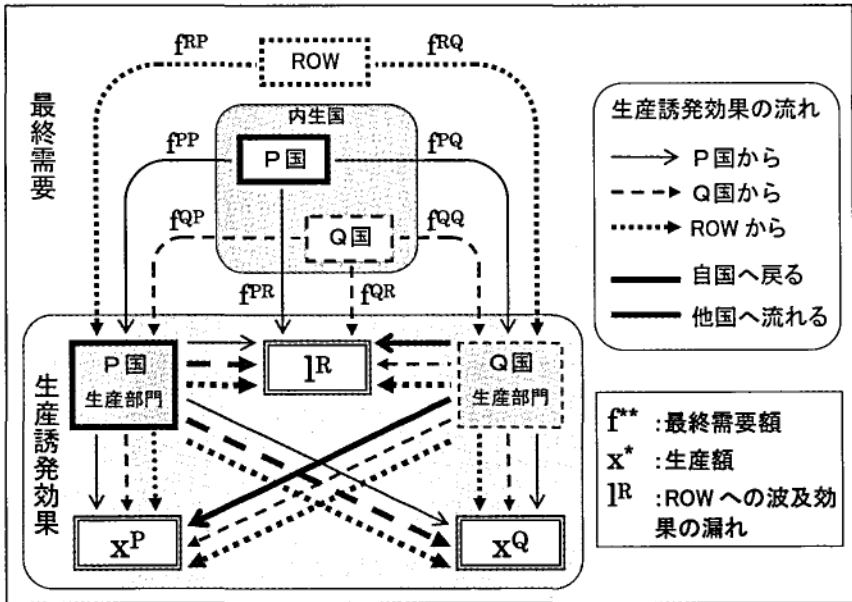 f^RP
ROW
f^RQ
最終需要
内生国
f^PP
P国
f^PQ
f^QP
Q国
f^QQ
f^PR
f^QR
生産誘発効果の流れ
P国から
Q国から
ROWから
自国へ戻る
他国へ流れる
生産誘発効果
P国
生産部門
l^R
Q国
生産部門
x^P
x^Q
f^** :最終需要額
x^* :生産額
l^R :ROWへの波及効
果の漏れ